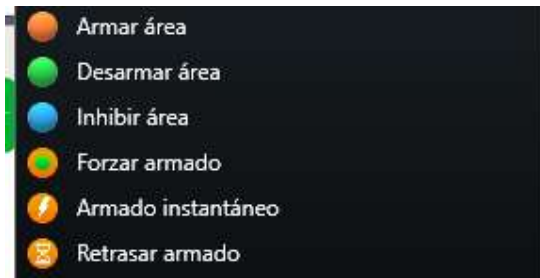 Armar área
Desarmar área
Inhibir área
Forzar armado
Armado instantáneo
Retrasar armado